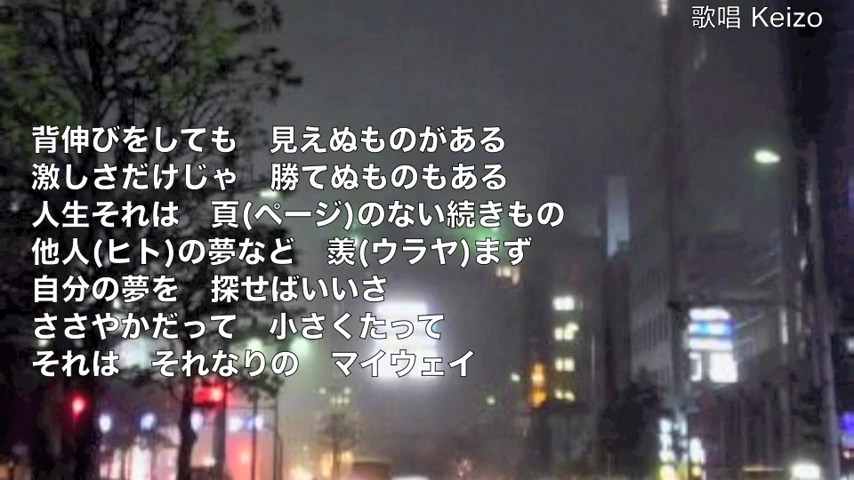 歌唱 Keizo
背伸びをしても　見えぬものがある
激しさだけじゃ　勝てぬものもある
人生それは　頁(ページ)のない続きもの
他人(ヒト)の夢など　羨(ウラヤ)まず
自分の夢を　探せばいいさ
ささやかだって　小さくたって
それは　それなりの　マイウェイ